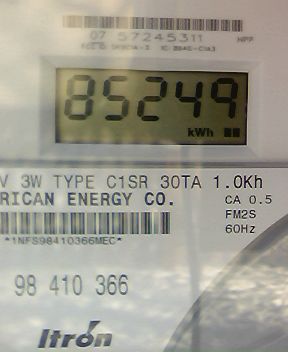 07 57245311
85249
kWh
V 3W TYPE C1SR 30TA 1.0Kh
RICAN ENERGY CO.
CA 0.5
FM2S
60Hz
*1NFS98410366MEC*
98 410 366
Itrón